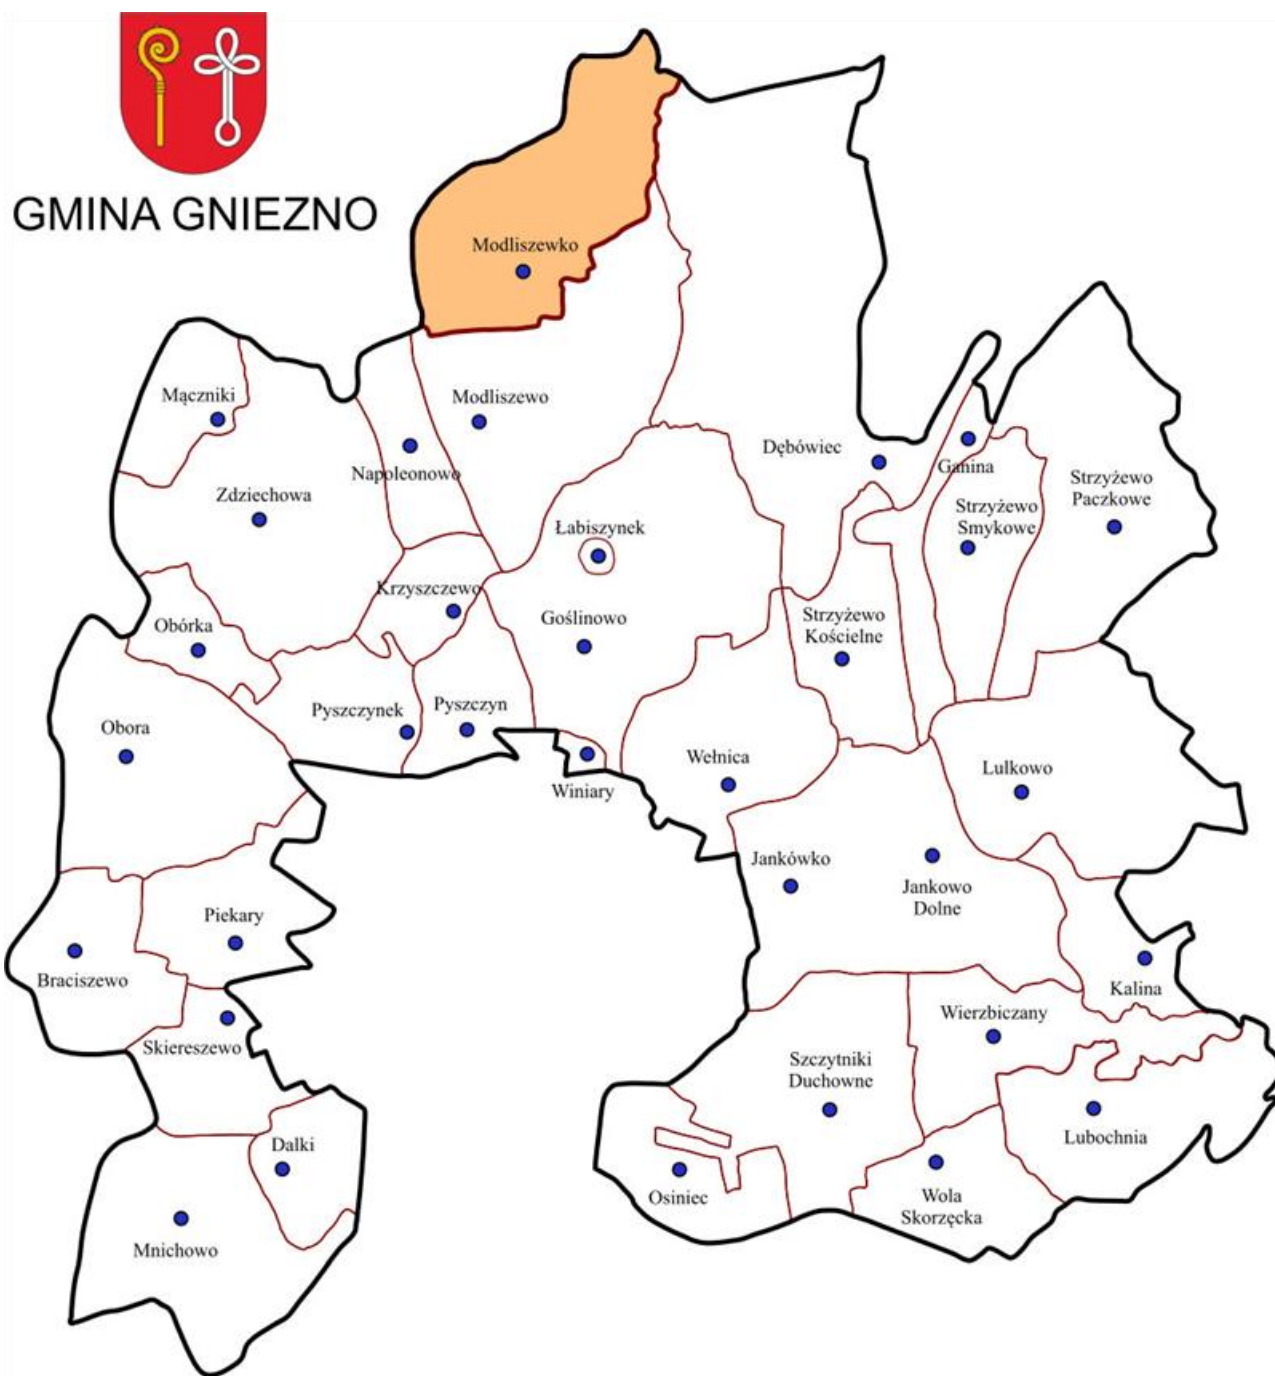 GMINA GNIEZNO
Modliszewko
Mączniki
Modliszewo
Napoleonowo
Zdziechowa
Dębówiec
Ganina
Strzyżewo
Paczkowe
Strzyżewo
Smykowe
Łabiszynek
Krzyszczewo
Obórka
Goślinowo
Strzyżewo
Kościelne
Pyszczynek
Pyszczyn
Obora
Wełnica
Winiary
Lulkowo
Jankówko
Jankowo
Dolne
Piekary
Braciszewo
Kalina
Skiereszewo
Wierzbiczany
Szczytniki
Duchowne
Dalki
Lubochnia
Osiniec
Wola
Skorzęcka
Mnichowo